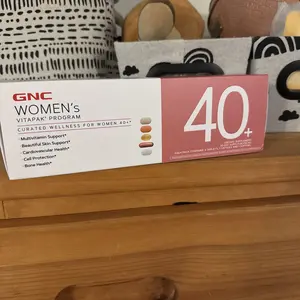 GNC
WOMEN's
VITAPAK® PROGRAM
CURATED WELLNESS FOR WOMEN 40+*
• Multivitamin Support*
• Beautiful Skin Support*
• Cardiovascular Health*
• Cell Protection*
• Bone Health*
40+